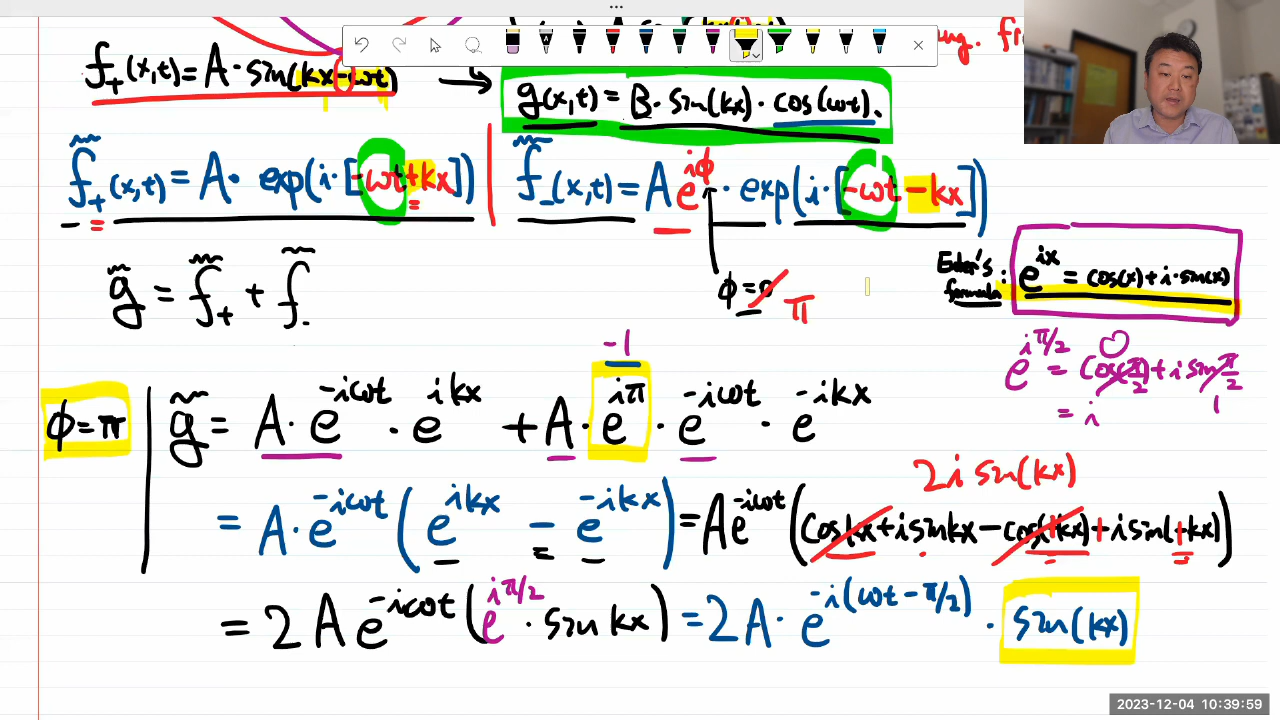 f₊(x,t) = A·sin(kx-ωt) →
g(x,t) = B·sin(kx)·cos(ωt).
f̃₊(x,t) = A· exp(i·[-ωt+kx]) | f̃₋(x,t) = A e^{iφ} · exp(i·[-ωt-kx])
g̃ = f̃₊ + f̃₋
φ=0 π
Euler's formula : e^{ix} = cos(x)+i·sin(x)
e^{iπ/2} = cos(π/2)+i sin π/2
0 1
= i
-1
φ=π | g̃ = A·e^{-iωt}·e^{ikx} + A·e^{iπ}·e^{-iωt}·e^{-ikx}
2i sin(kx)
= A·e^{-iωt}(e^{ikx} - e^{-ikx}) = Ae^{-iωt}(cos kx+i sin kx-cos(+kx)+i sin(+kx))
= 2A e^{-iωt}(e^{iπ/2}·sin kx) = 2A·e^{-i(ωt-π/2)}·sin(kx)
2023-12-04 10:39:59